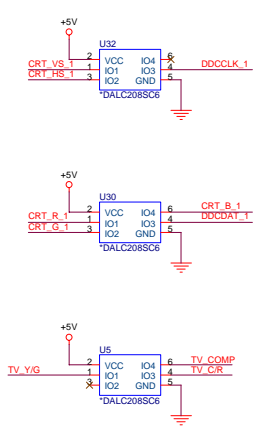 +5V
U32
2 VCC IO4 6
CRT_VS_1 1 IO1 IO3 4 DDCCLK_1
CRT_HS_1 3 IO2 GND 5
*DALC208SC6
+5V
U30
2 VCC IO4 6 CRT_B_1
CRT_R_1 1 IO1 IO3 4 DDCDAT_1
CRT_G_1 3 IO2 GND 5
*DALC208SC6
+5V
U5
2 VCC IO4 6 TV_COMP
TV_Y/G 1 IO1 IO3 4 TV_C/R
3 IO2 GND 5
*DALC208SC6